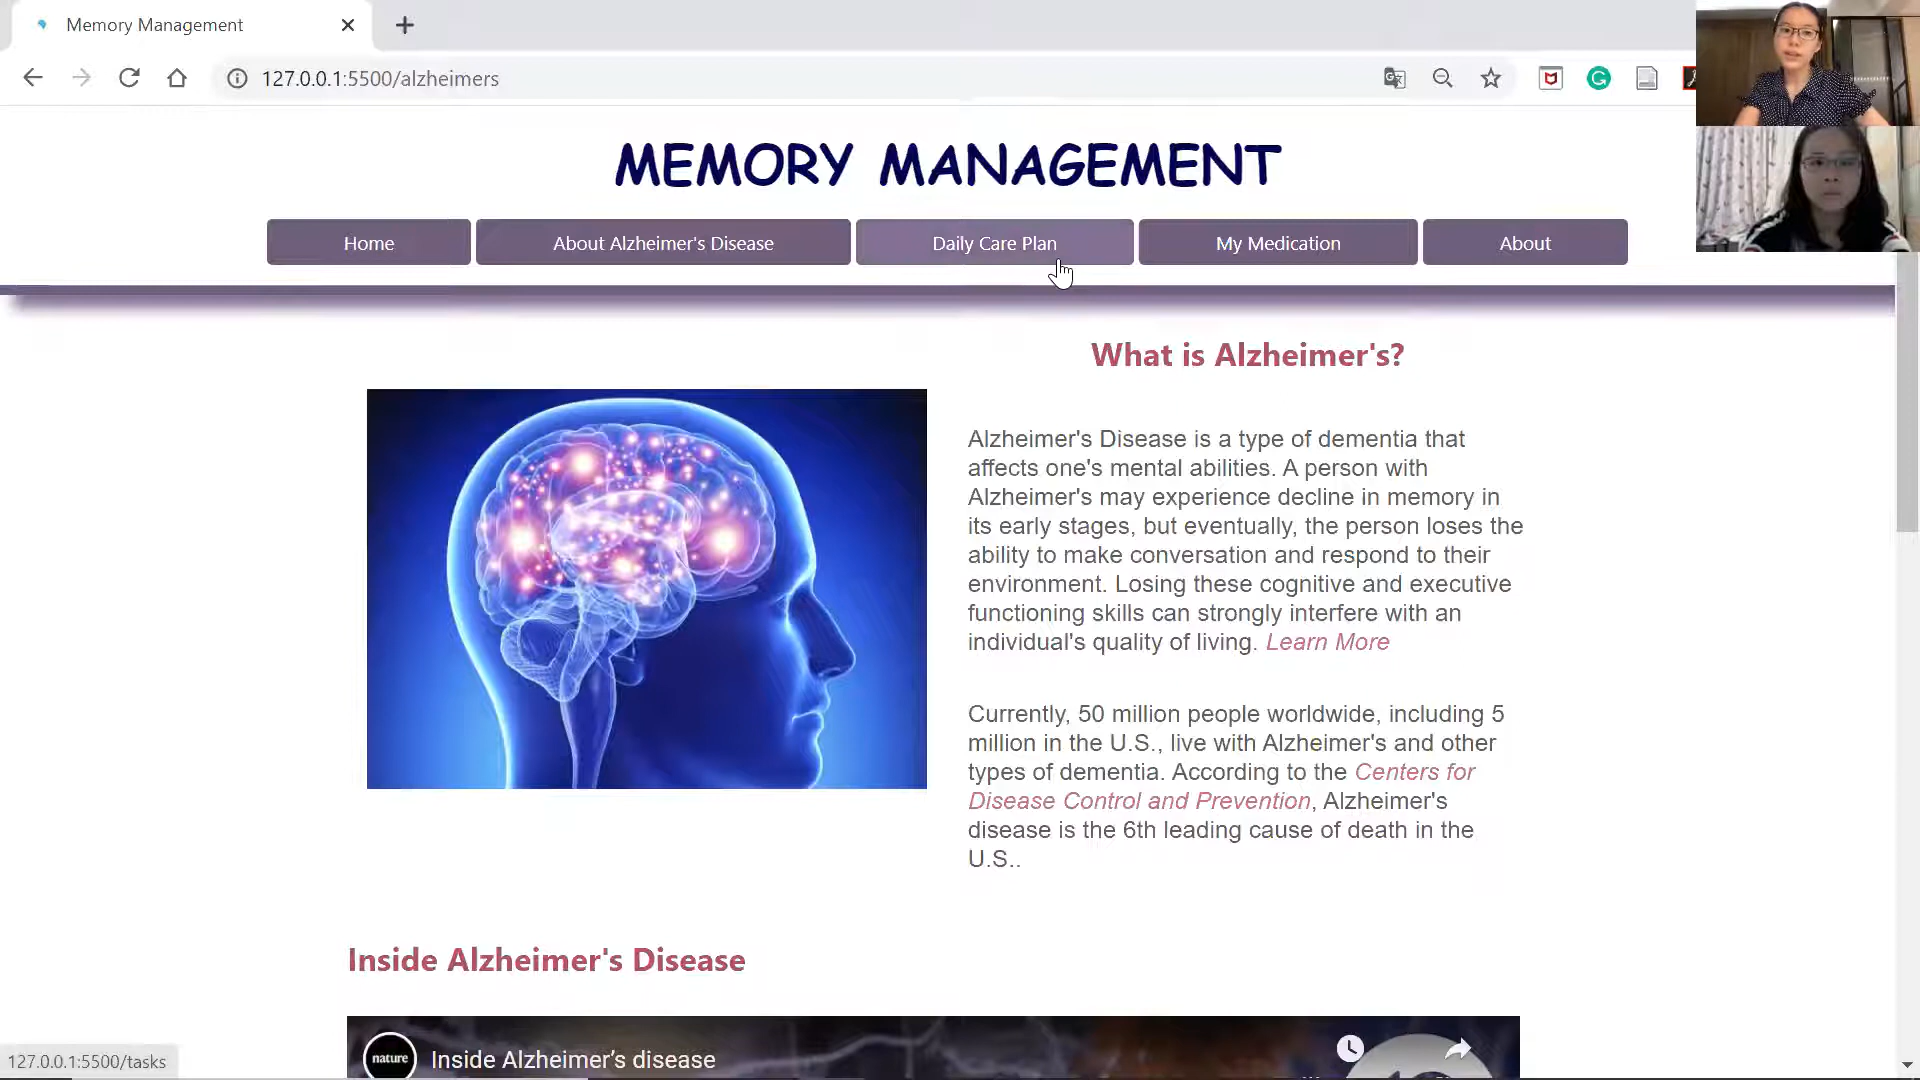 Memory Management
127.0.0.1:5500/alzheimers
MEMORY MANAGEMENT
Home
About Alzheimer's Disease
Daily Care Plan
My Medication
About
What is Alzheimer's?
Alzheimer's Disease is a type of dementia that
affects one's mental abilities. A person with
Alzheimer's may experience decline in memory in
its early stages, but eventually, the person loses the
ability to make conversation and respond to their
environment. Losing these cognitive and executive
functioning skills can strongly interfere with an
individual's quality of living. Learn More
Currently, 50 million people worldwide, including 5
million in the U.S., live with Alzheimer's and other
types of dementia. According to the Centers for
Disease Control and Prevention, Alzheimer's
disease is the 6th leading cause of death in the
U.S..
Inside Alzheimer's Disease
nature
Inside Alzheimer's disease
127.0.0.1:5500/tasks